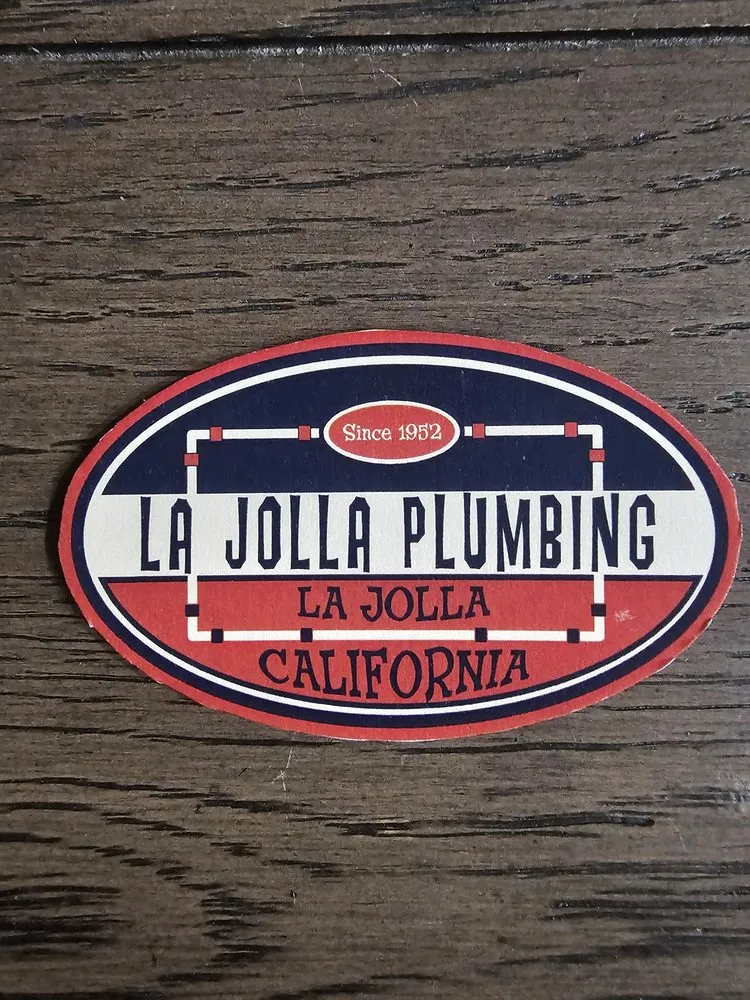 Since 1952
LA JOLLA PLUMBING
LA JOLLA
CALIFORNIA